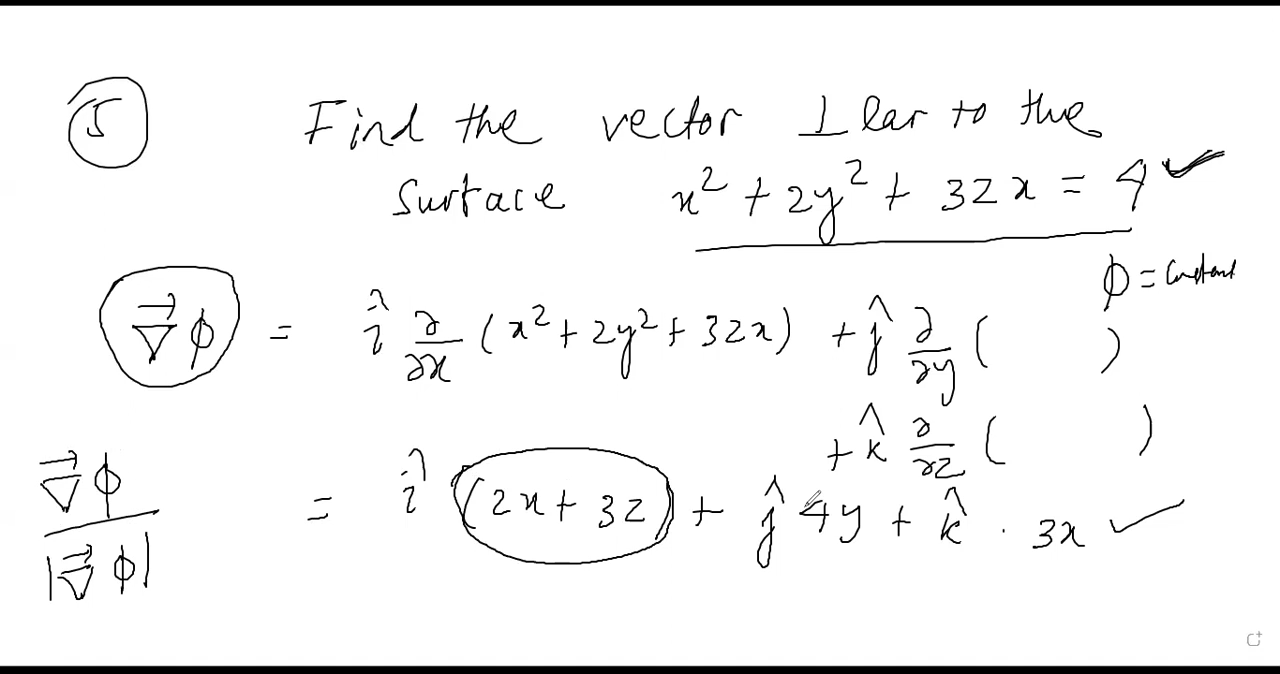 5
Find the vector ⊥lar to the
surface x² + 2y² + 3zx = 4 ✓
ϕ = constant
∇⃗ϕ = î ∂/∂x (x² + 2y² + 3zx) + ĵ ∂/∂y ( )
+ k̂ ∂/∂z ( )
= î (2x + 3z) + ĵ 4y + k̂ · 3x ✓
∇⃗ϕ / |∇⃗ϕ|